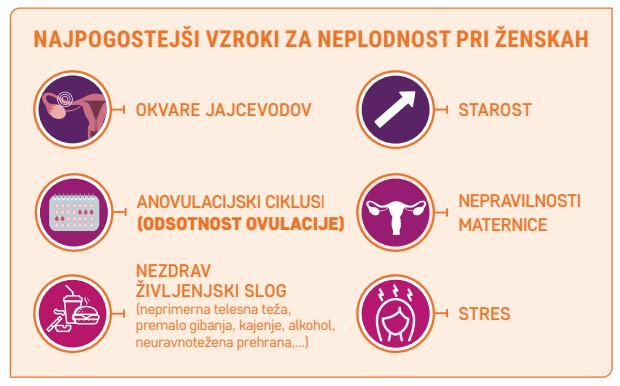 NAJPOGOSTEJŠI VZROKI ZA NEPLODNOST PRI ŽENSKAH
OKVARE JAJCEVODOV
STAROST
ANOVULACIJSKI CIKLUSI
(ODSOTNOST OVULACIJE)
NEPRAVILNOSTI
MATERNICE
NEZDRAV
ŽIVLJENJSKI SLOG
(neprimerna telesna teža,
premalo gibanja, kajenje, alkohol,
neuravnotežena prehrana,...)
STRES